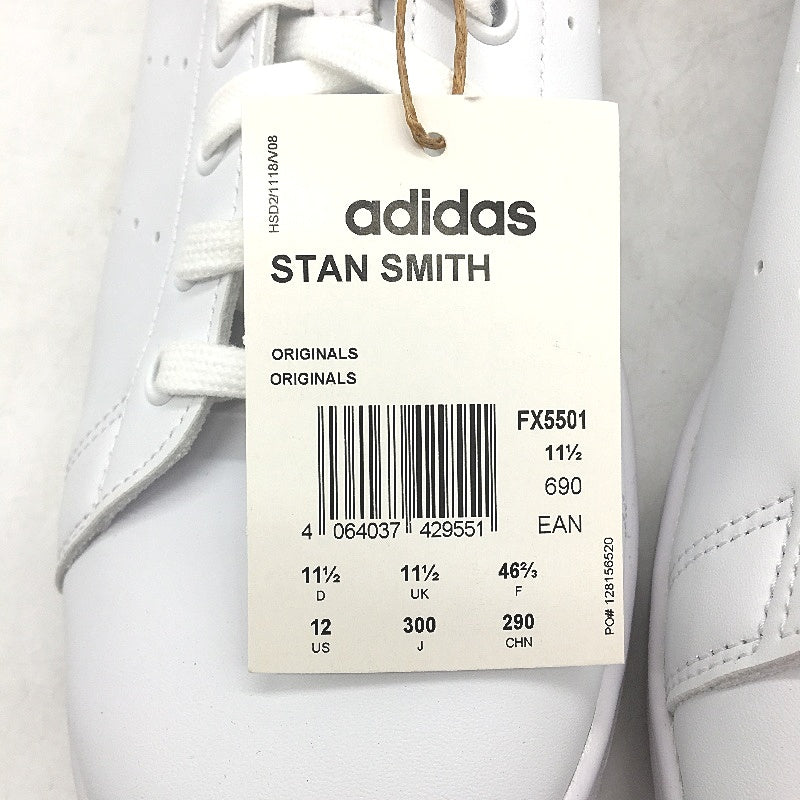 HSD2/1118/V08
adidas
STAN SMITH
ORIGINALS
ORIGINALS
FX5501
11½
690
4 064037 429551 EAN
11½ 11½ 46⅔
D UK F
12 300 290
US J CHN
PO# 128156520